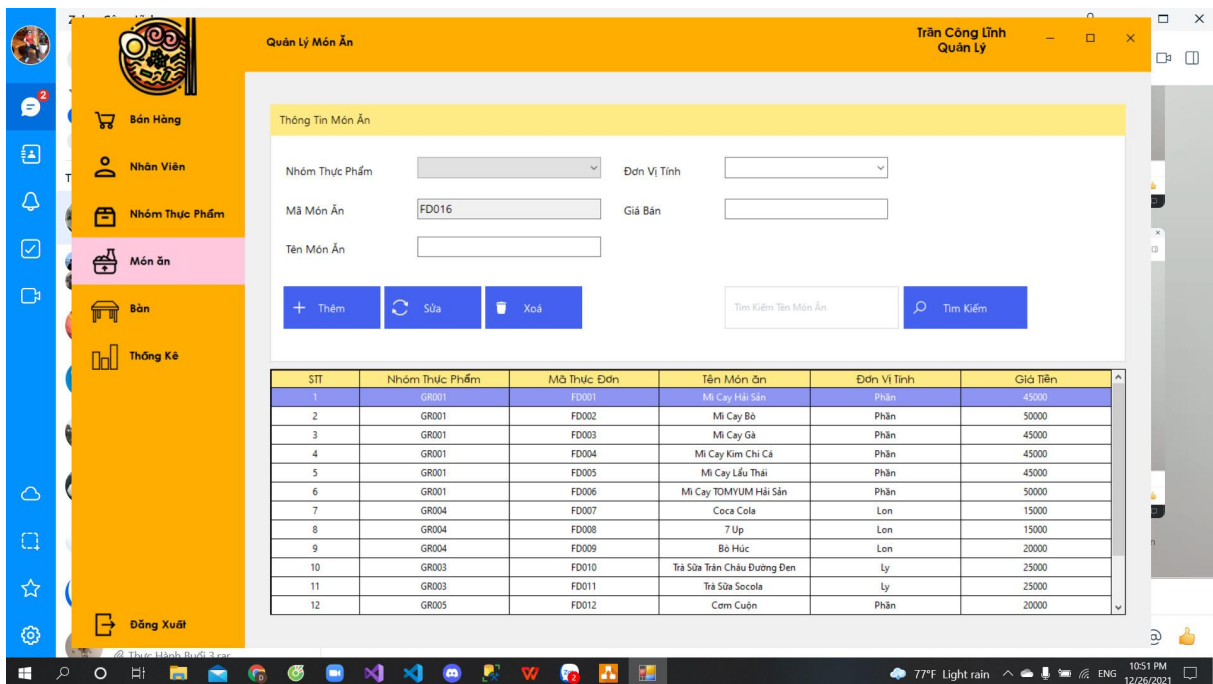 Quản Lý Món Ăn
Trần Công Lĩnh
Quản Lý
2
Bán Hàng
Nhân Viên
Nhóm Thực Phẩm
Món ăn
Bàn
Thống Kê
Đăng Xuất
Thông Tin Món Ăn
Nhóm Thực Phẩm
Đơn Vị Tính
Mã Món Ăn FD016
Giá Bán
Tên Món Ăn
Thêm Sửa Xoá
Tìm Kiếm Tên Món Ăn
Tìm Kiếm
STT Nhóm Thực Phẩm Mã Thực Đơn Tên Món ăn Đơn Vị Tính Giá Tiền
1 GR001 FD001 Mì Cay Hải Sản Phần 45000
2 GR001 FD002 Mì Cay Bò Phần 50000
3 GR001 FD003 Mì Cay Gà Phần 45000
4 GR001 FD004 Mì Cay Kim Chi Cá Phần 45000
5 GR001 FD005 Mì Cay Lẩu Thái Phần 45000
6 GR001 FD006 Mì Cay TOMYUM Hải Sản Phần 50000
7 GR004 FD007 Coca Cola Lon 15000
8 GR004 FD008 7 Up Lon 15000
9 GR004 FD009 Bò Húc Lon 20000
10 GR003 FD010 Trà Sữa Trân Châu Đường Đen Ly 25000
11 GR003 FD011 Trà Sữa Socola Ly 25000
12 GR005 FD012 Cơm Cuộn Phần 20000
Thực Hành Buổi 3.rar
77°F Light rain ENG 10:51 PM
12/26/2021